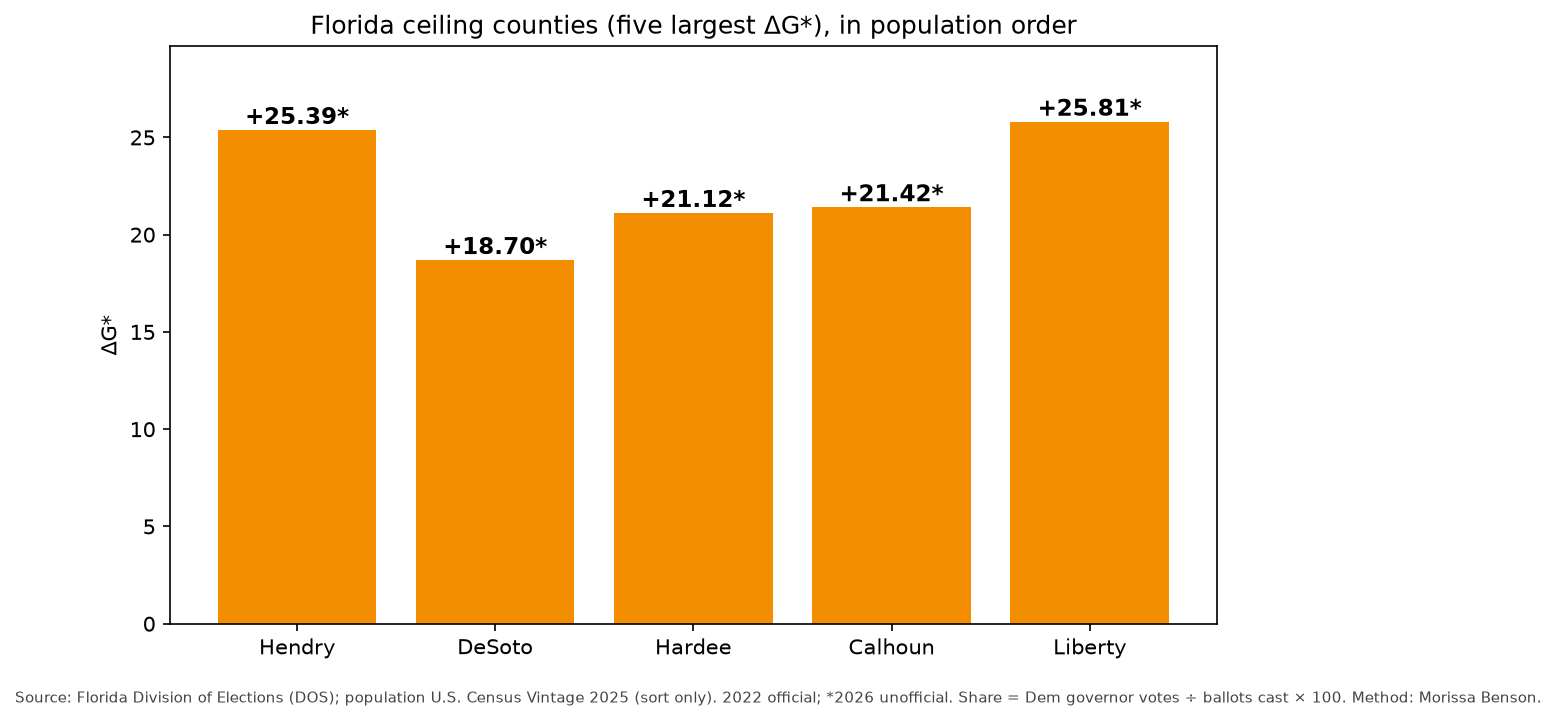 Florida ceiling counties (five largest ΔG*), in population order
+25.39*
+18.70*
+21.12*
+21.42*
+25.81*
25
20
15
10
5
0
ΔG*
Hendry
DeSoto
Hardee
Calhoun
Liberty
Source: Florida Division of Elections (DOS); population U.S. Census Vintage 2025 (sort only). 2022 official; *2026 unofficial. Share = Dem governor votes ÷ ballots cast × 100. Method: Morissa Benson.